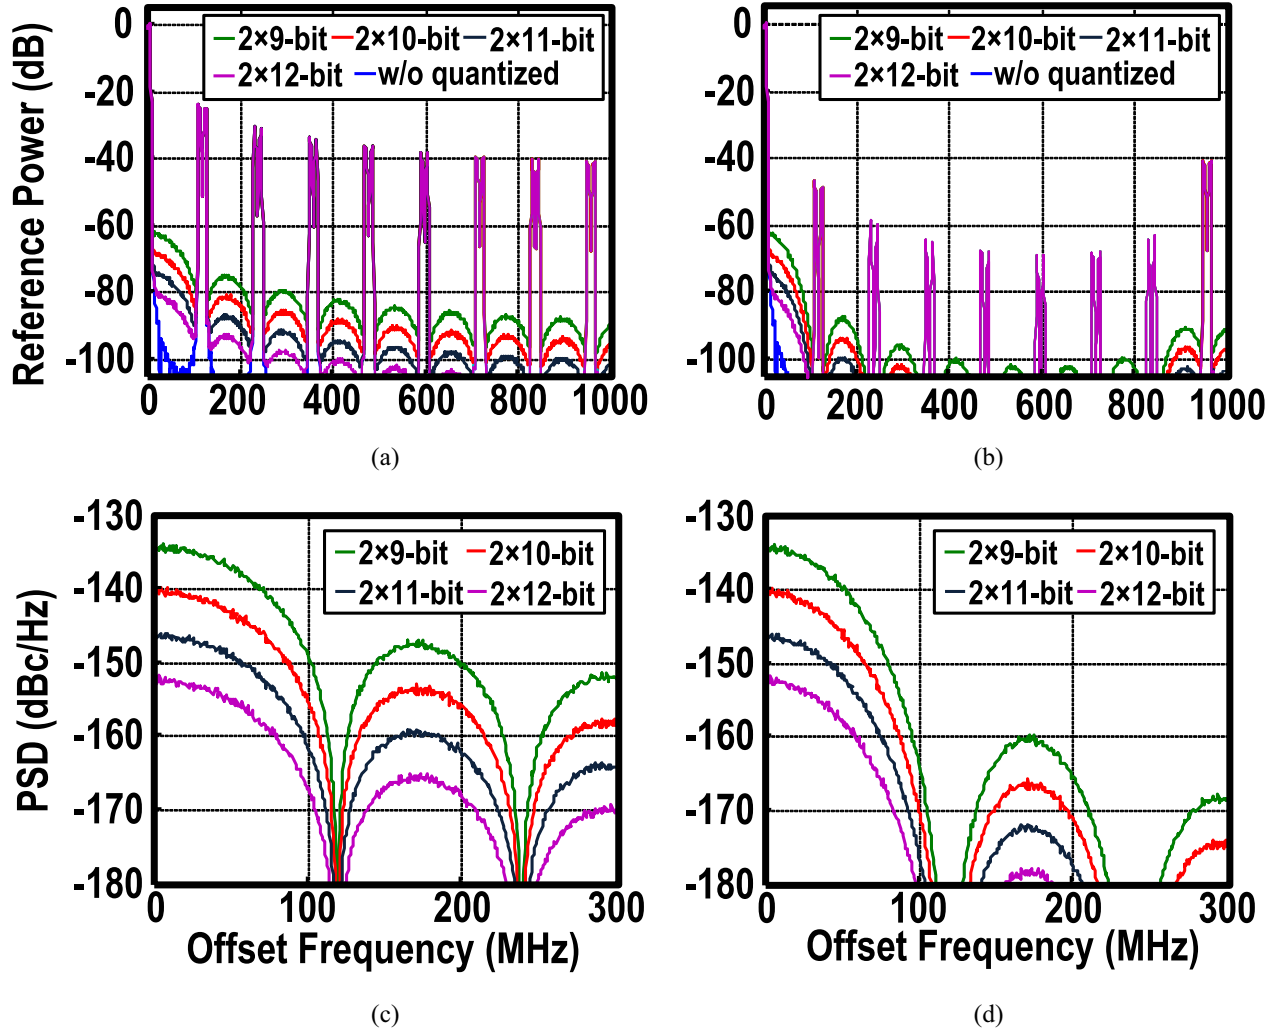 Reference Power (dB)
0
-20
-40
-60
-80
-100
2×9-bit 2×10-bit 2×11-bit
2×12-bit w/o quantized
0 200 400 600 800 1000
(a)
0
-20
-40
-60
-80
-100
2×9-bit 2×10-bit 2×11-bit
2×12-bit w/o quantized
0 200 400 600 800 1000
(b)
PSD (dBc/Hz)
-130
-140
-150
-160
-170
-180
2×9-bit 2×10-bit
2×11-bit 2×12-bit
0 100 200 300
Offset Frequency (MHz)
(c)
-130
-140
-150
-160
-170
-180
2×9-bit 2×10-bit
2×11-bit 2×12-bit
0 100 200 300
Offset Frequency (MHz)
(d)